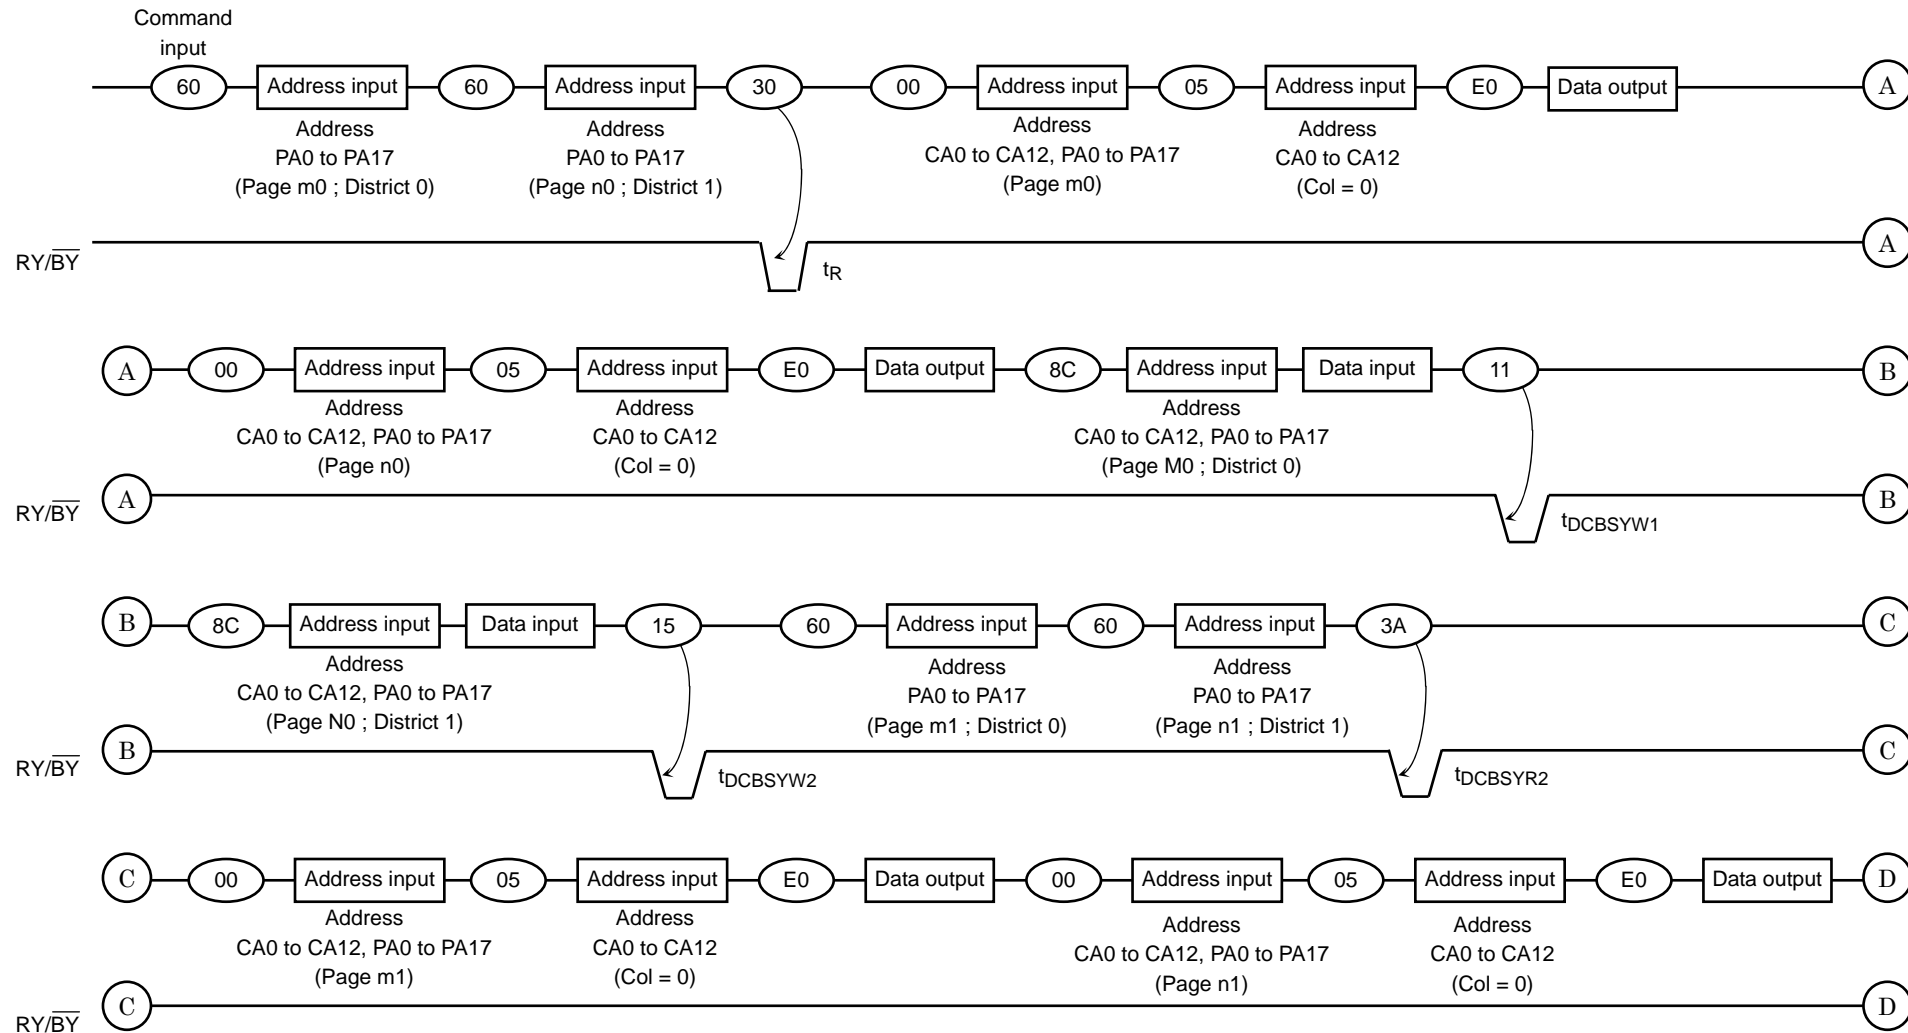 Command
input
60 Address input 60 Address input 30 00 Address input 05 Address input E0 Data output A
Address Address Address Address
PA0 to PA17 PA0 to PA17 CA0 to CA12, PA0 to PA17 CA0 to CA12
(Page m0 ; District 0) (Page n0 ; District 1) (Page m0) (Col = 0)
RY/BY tR A
A 00 Address input 05 Address input E0 Data output 8C Address input Data input 11 B
Address Address Address
CA0 to CA12, PA0 to PA17 CA0 to CA12 CA0 to CA12, PA0 to PA17
(Page n0) (Col = 0) (Page M0 ; District 0)
RY/BY A tDCBSYW1 B
B 8C Address input Data input 15 60 Address input 60 Address input 3A C
Address Address Address
CA0 to CA12, PA0 to PA17 PA0 to PA17 PA0 to PA17
(Page N0 ; District 1) (Page m1 ; District 0) (Page n1 ; District 1)
RY/BY B tDCBSYW2 tDCBSYR2 C
C 00 Address input 05 Address input E0 Data output 00 Address input 05 Address input E0 Data output D
Address Address Address Address
CA0 to CA12, PA0 to PA17 CA0 to CA12 CA0 to CA12, PA0 to PA17 CA0 to CA12
(Page m1) (Col = 0) (Page n1) (Col = 0)
RY/BY C D